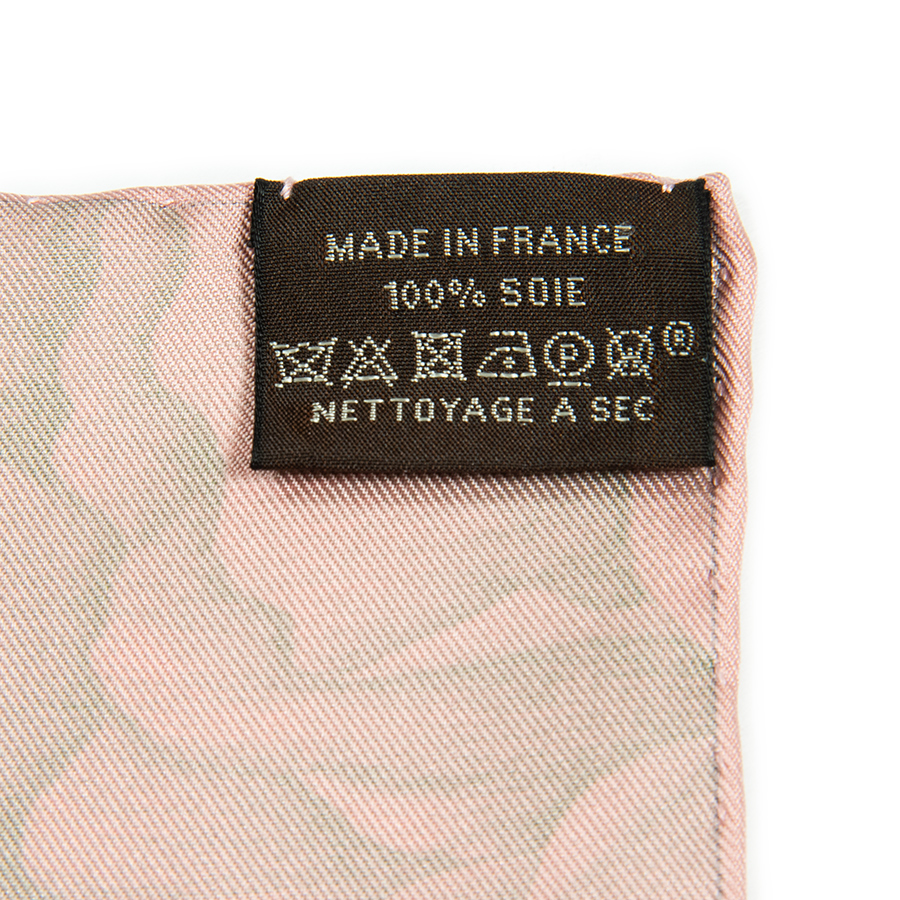 MADE IN FRANCE
100% SOIE
P ®
NETTOYAGE A SEC